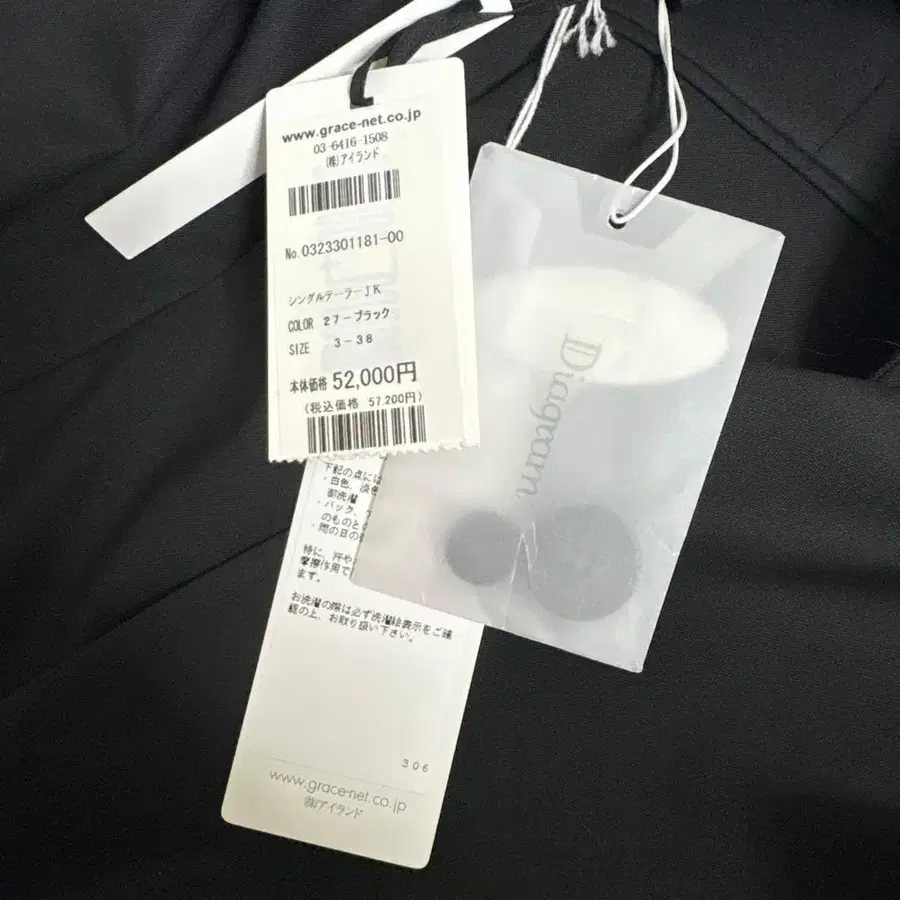 www.grace-net.co.jp
03-6416-1508
(株)アイランド
No.0323301181-00
シングルテーラーJK
COLOR 27-ブラック
SIZE 3-38
本体価格 52,000円
(税込価格 57,200円)
下記の点には
・白色、淡色
御洗濯
・バック、
のものと
・雨の日の
特に、汗や
摩擦作用で
ます。
お洗濯の際は必ず洗濯絵表示をご確
認の上、お取り扱い下さい。
306
www.grace-net.co.jp
(株)アイランド
Diagram